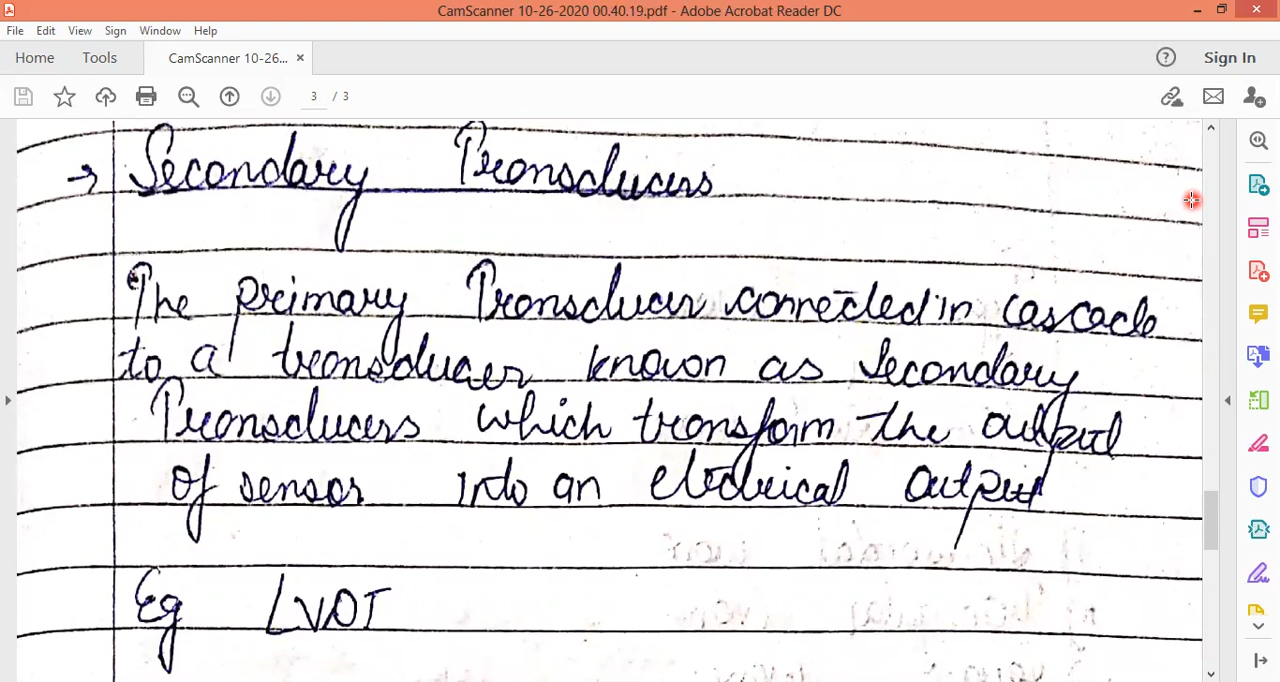 CamScanner 10-26-2020 00.40.19.pdf - Adobe Acrobat Reader DC
File Edit View Sign Window Help
Home Tools CamScanner 10-26... × Sign In
3 / 3
→ Secondary Transducers
The primary Transducer connected in cascade
to a transducer known as Secondary
Transducers which transform the output
of sensor into an electrical output
Eg LVDT